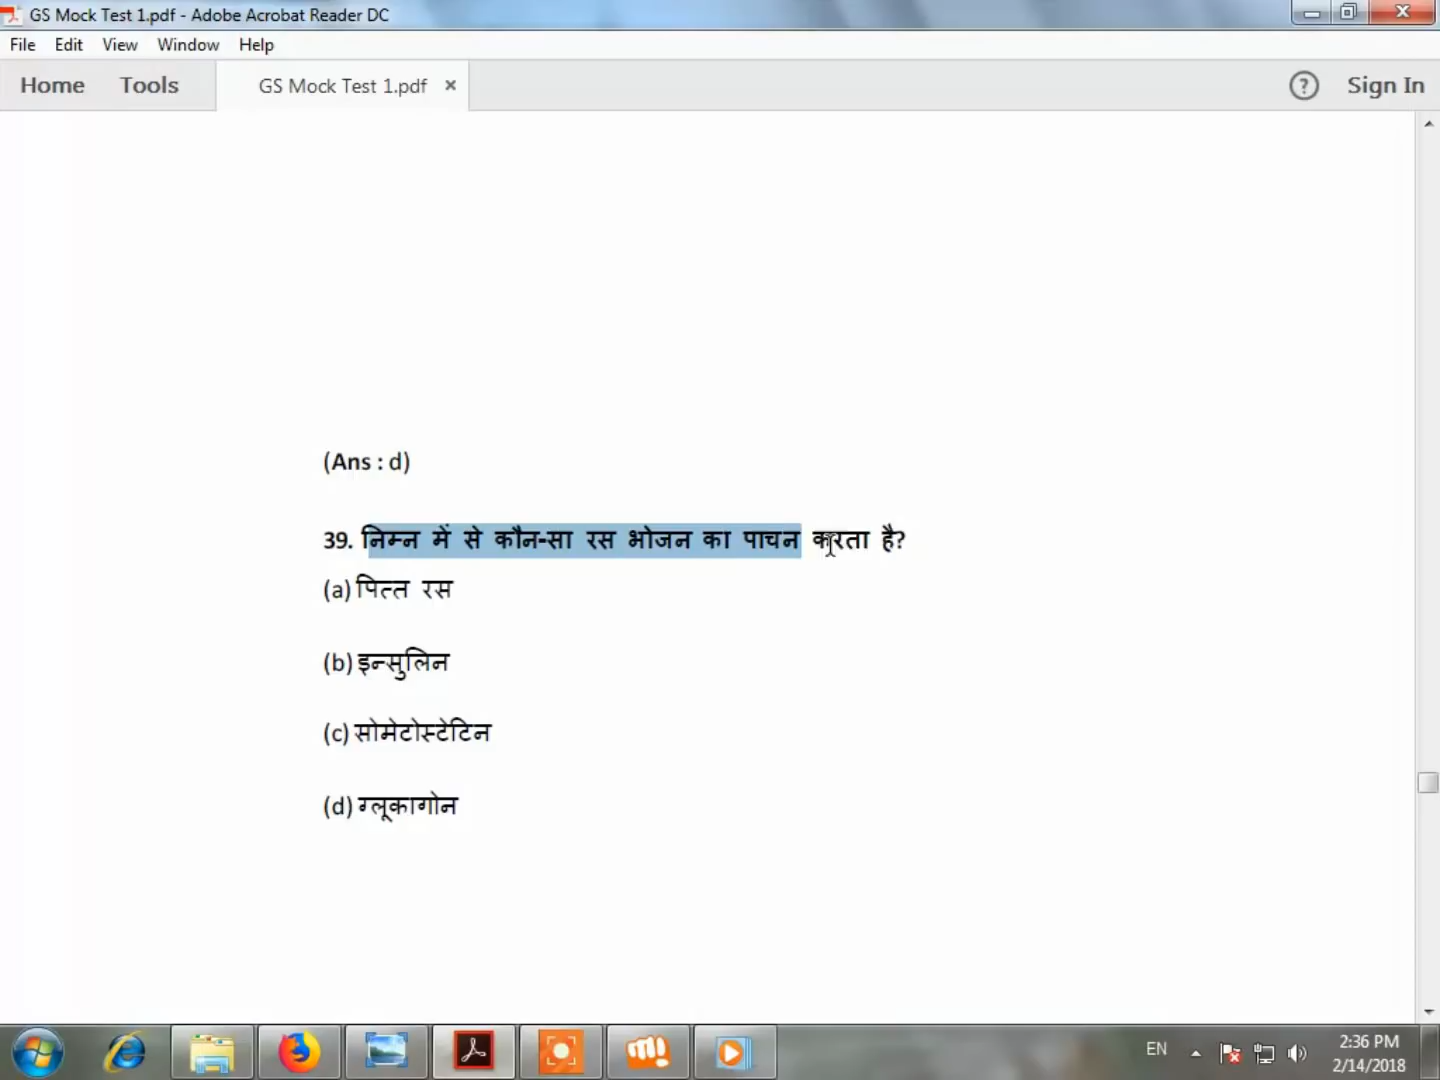 GS Mock Test 1.pdf - Adobe Acrobat Reader DC
File Edit View Window Help
Home Tools GS Mock Test 1.pdf × ? Sign In
(Ans : d)
39. निम्न में से कौन-सा रस भोजन का पाचन करता है?
(a) पित्त रस
(b) इन्सुलिन
(c) सोमेटोस्टेटिन
(d) ग्लूकागोन
EN 2:36 PM
2/14/2018